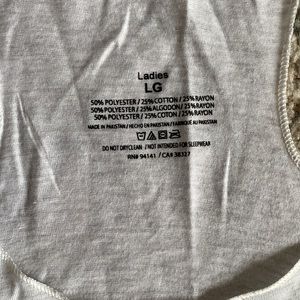 Ladies
LG
50% POLYESTER / 25% COTTON / 25% RAYON
50% POLYESTER / 25% ALGODON / 25% RAYON
50% POLYESTER / 25% COTON / 25% RAYON
MADE IN PAKISTAN / HECHO EN PAKISTAN / FABRIQUÉ AU PAKISTAN
DO NOT DRYCLEAN / NOT INTENDED FOR SLEEPWEAR
RN# 94141 / CA# 38327